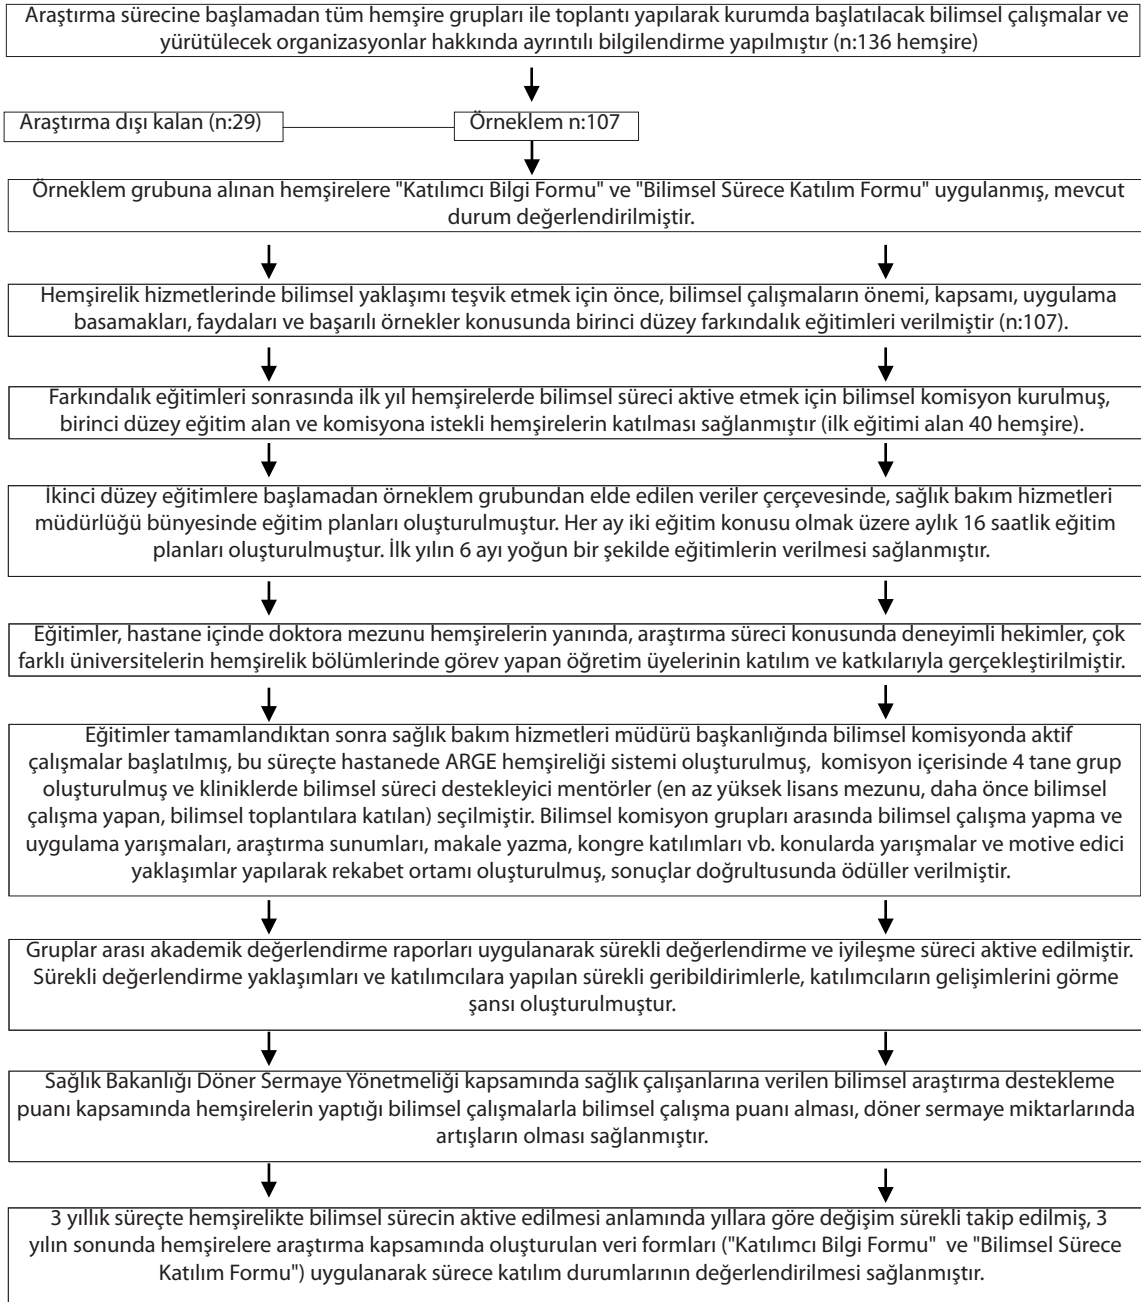 Araştırma sürecine başlamadan tüm hemşire grupları ile toplantı yapılarak kurumda başlatılacak bilimsel çalışmalar ve
yürütülecek organizasyonlar hakkında ayrıntılı bilgilendirme yapılmıştır (n:136 hemşire)
Araştırma dışı kalan (n:29)
Örneklem n:107
Örneklem grubuna alınan hemşirelere "Katılımcı Bilgi Formu" ve "Bilimsel Sürece Katılım Formu" uygulanmış, mevcut
durum değerlendirilmiştir.
Hemşirelik hizmetlerinde bilimsel yaklaşımı teşvik etmek için önce, bilimsel çalışmaların önemi, kapsamı, uygulama
basamakları, faydaları ve başarılı örnekler konusunda birinci düzey farkındalık eğitimleri verilmiştir (n:107).
Farkındalık eğitimleri sonrasında ilk yıl hemşirelerde bilimsel süreci aktive etmek için bilimsel komisyon kurulmuş,
birinci düzey eğitim alan ve komisyona istekli hemşirelerin katılması sağlanmıştır (ilk eğitimi alan 40 hemşire).
İkinci düzey eğitimlere başlamadan örneklem grubundan elde edilen veriler çerçevesinde, sağlık bakım hizmetleri
müdürlüğü bünyesinde eğitim planları oluşturulmuştur. Her ay iki eğitim konusu olmak üzere aylık 16 saatlik eğitim
planları oluşturulmuştur. İlk yılın 6 ayı yoğun bir şekilde eğitimlerin verilmesi sağlanmıştır.
Eğitimler, hastane içinde doktora mezunu hemşirelerin yanında, araştırma süreci konusunda deneyimli hekimler, çok
farklı üniversitelerin hemşirelik bölümlerinde görev yapan öğretim üyelerinin katılım ve katkılarıyla gerçekleştirilmiştir.
Eğitimler tamamlandıktan sonra sağlık bakım hizmetleri müdürü başkanlığında bilimsel komisyonda aktif
çalışmalar başlatılmış, bu süreçte hastanede ARGE hemşireliği sistemi oluşturulmuş, komisyon içerisinde 4 tane grup
oluşturulmuş ve kliniklerde bilimsel süreci destekleyici mentörler (en az yüksek lisans mezunu, daha önce bilimsel
çalışma yapan, bilimsel toplantılara katılan) seçilmiştir. Bilimsel komisyon grupları arasında bilimsel çalışma yapma ve
uygulama yarışmaları, araştırma sunumları, makale yazma, kongre katılımları vb. konularda yarışmalar ve motive edici
yaklaşımlar yapılarak rekabet ortamı oluşturulmuş, sonuçlar doğrultusunda ödüller verilmiştir.
Gruplar arası akademik değerlendirme raporları uygulanarak sürekli değerlendirme ve iyileşme süreci aktive edilmiştir.
Sürekli değerlendirme yaklaşımları ve katılımcılara yapılan sürekli geribildirimlerle, katılımcıların gelişimlerini görme
şansı oluşturulmuştur.
Sağlık Bakanlığı Döner Sermaye Yönetmeliği kapsamında sağlık çalışanlarına verilen bilimsel araştırma destekleme
puanı kapsamında hemşirelerin yaptığı bilimsel çalışmalarla bilimsel çalışma puanı alması, döner sermaye miktarlarında
artışların olması sağlanmıştır.
3 yıllık süreçte hemşirelikte bilimsel sürecin aktive edilmesi anlamında yıllara göre değişim sürekli takip edilmiş, 3
yılın sonunda hemşirelere araştırma kapsamında oluşturulan veri formları ("Katılımcı Bilgi Formu" ve "Bilimsel Sürece
Katılım Formu") uygulanarak sürece katılım durumlarının değerlendirilmesi sağlanmıştır.